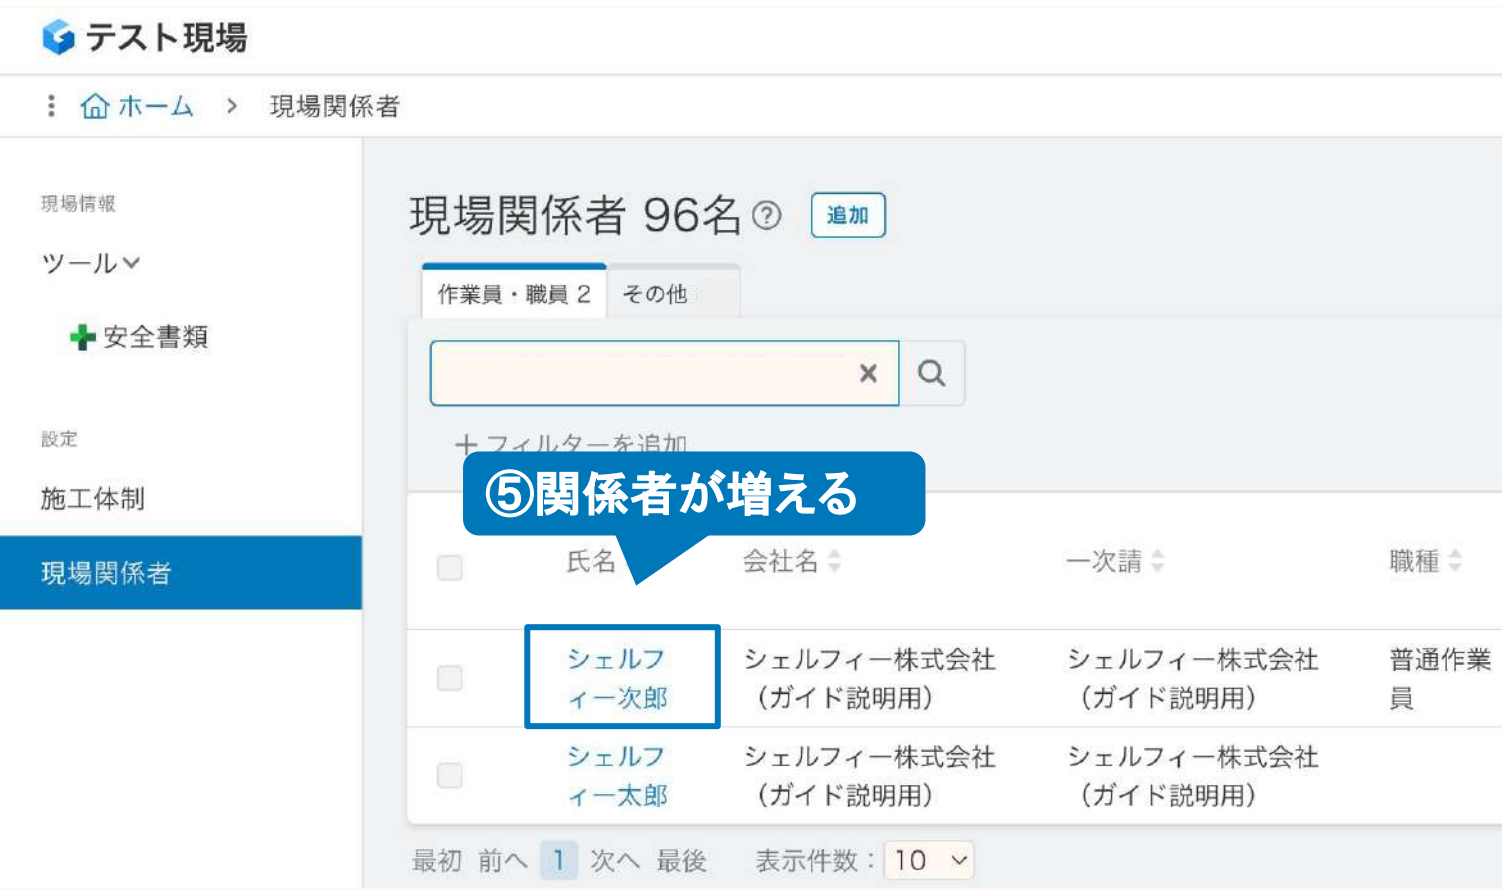 テスト現場
ホーム > 現場関係者
現場情報
ツール
安全書類
設定
施工体制
現場関係者
現場関係者 96名 ? 追加
作業員・職員 2 その他
+フィルターを追加
⑤関係者が増える
氏名 会社名 一次請 職種
シェルフ
ィー次郎
シェルフィー株式会社
(ガイド説明用)
シェルフィー株式会社
(ガイド説明用)
普通作業
員
シェルフ
ィー太郎
シェルフィー株式会社
(ガイド説明用)
シェルフィー株式会社
(ガイド説明用)
最初 前へ 1 次へ 最後 表示件数: 10